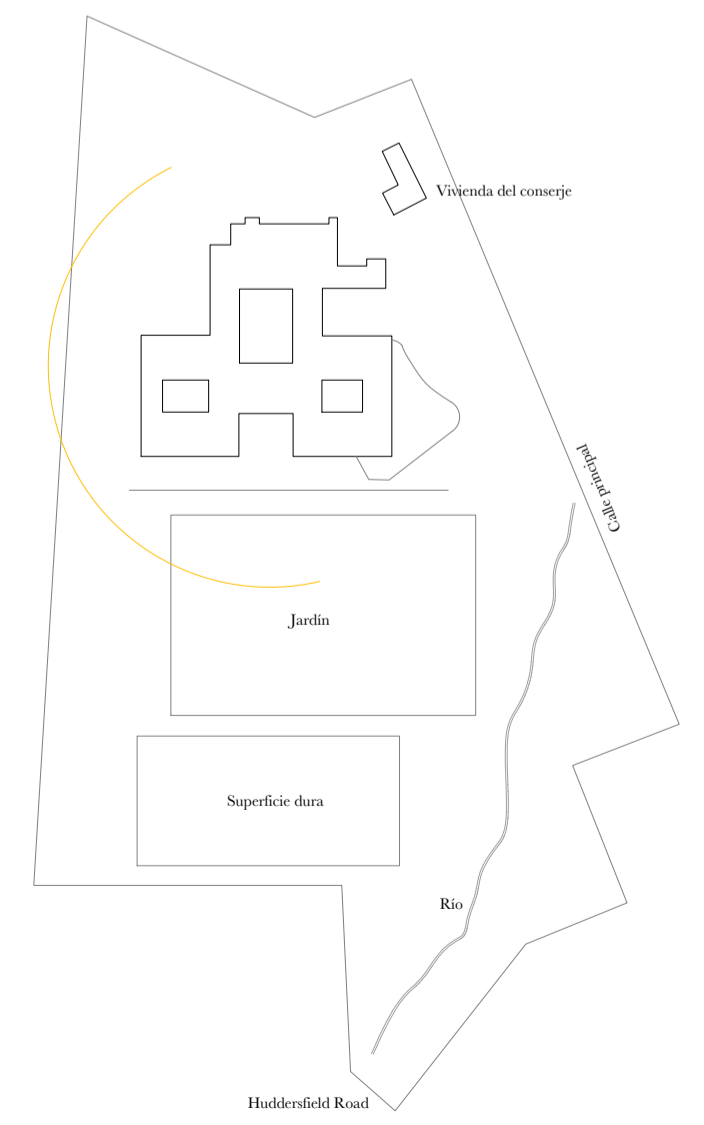 Vivienda del conserje
Calle principal
Jardín
Superficie dura
Río
Huddersfield Road